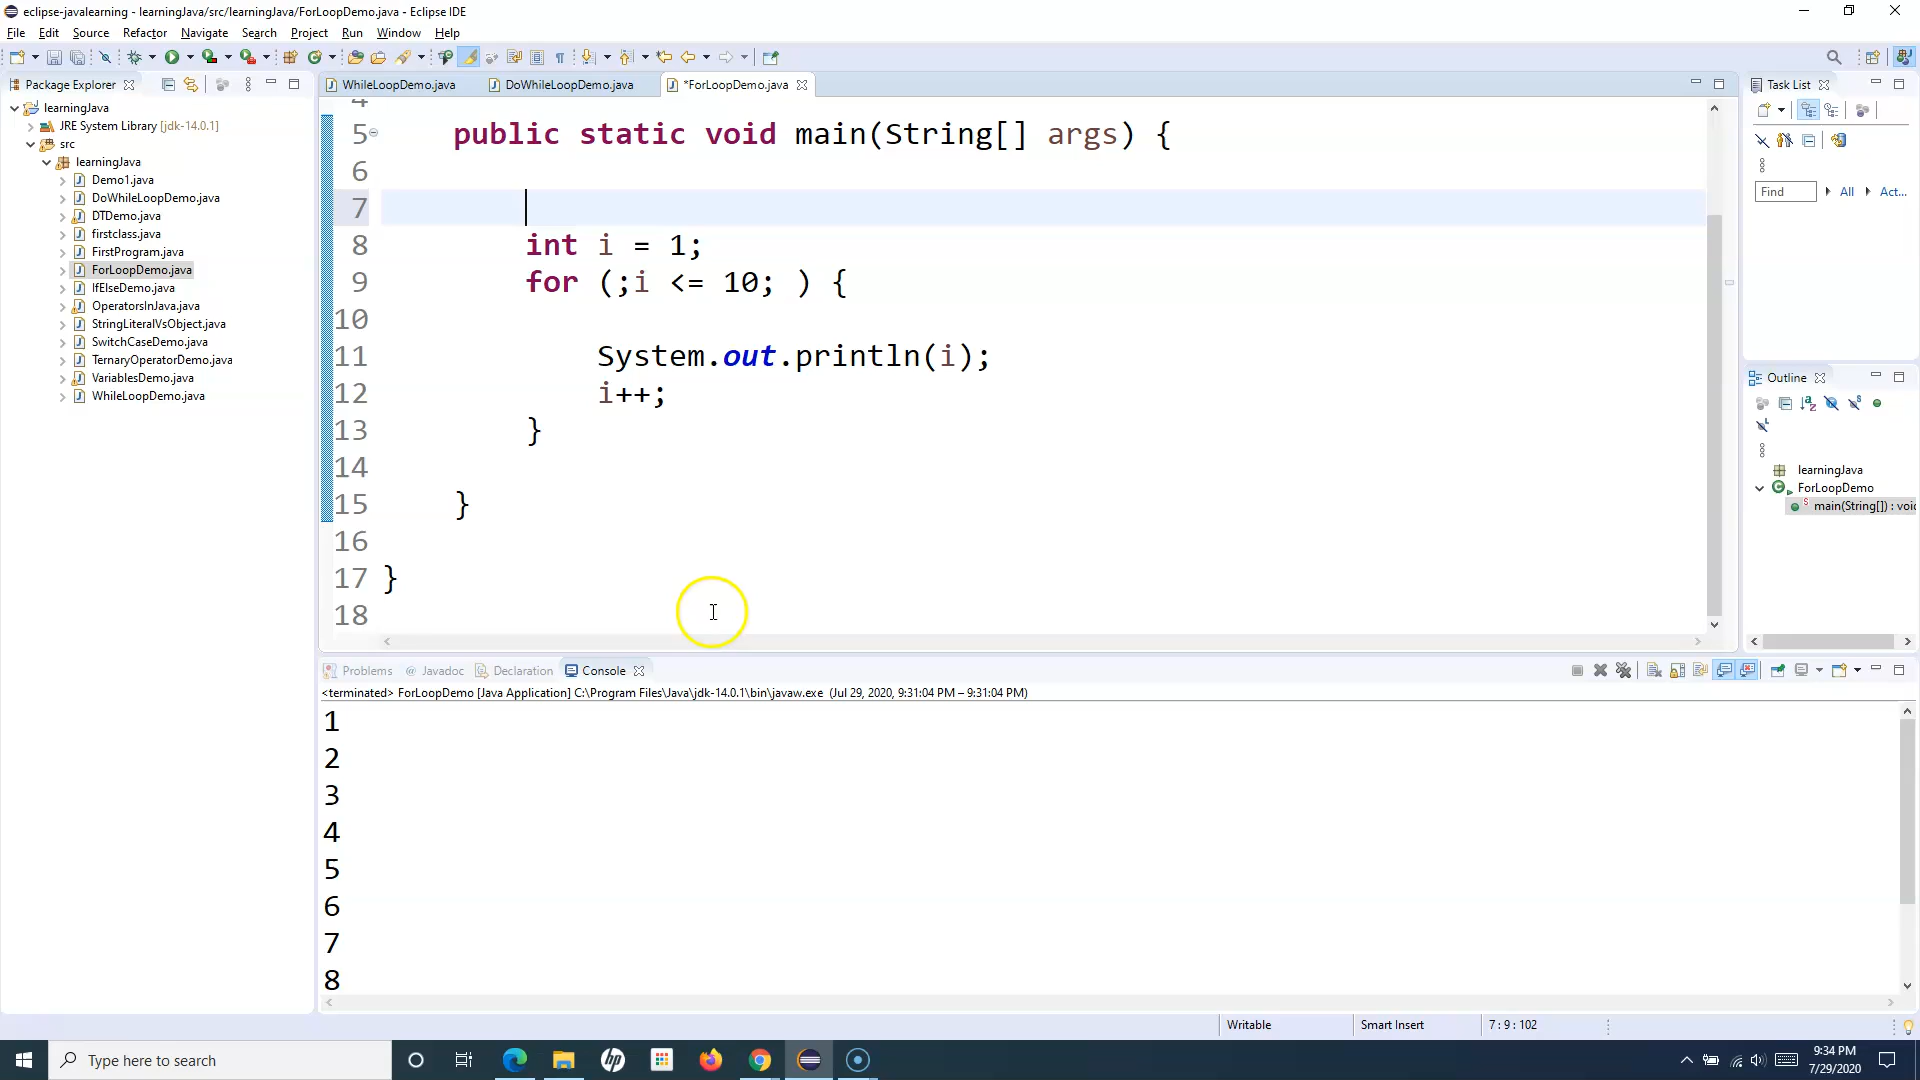 eclipse-javalearning - learningJava/src/learningJava/ForLoopDemo.java - Eclipse IDE
File Edit Source Refactor Navigate Search Project Run Window Help
Package Explorer
WhileLoopDemo.java DoWhileLoopDemo.java *ForLoopDemo.java
Task List
learningJava
JRE System Library [jdk-14.0.1]
src
learningJava
Demo1.java
DoWhileLoopDemo.java
DTDemo.java
firstclass.java
FirstProgram.java
ForLoopDemo.java
IfElseDemo.java
OperatorsInJava.java
StringLiteralVsObject.java
SwitchCaseDemo.java
TernaryOperatorDemo.java
VariablesDemo.java
WhileLoopDemo.java
4
5 public static void main(String[] args) {
6
7
8 int i = 1;
9 for (;i <= 10; ) {
10
11 System.out.println(i);
12 i++;
13 }
14
15 }
16
17 }
18
Find All Act...
Outline
learningJava
ForLoopDemo
main(String[]) : voi
Problems @ Javadoc Declaration Console
<terminated> ForLoopDemo [Java Application] C:\Program Files\Java\jdk-14.0.1\bin\javaw.exe (Jul 29, 2020, 9:31:04 PM – 9:31:04 PM)
1
2
3
4
5
6
7
8
Writable Smart Insert 7 : 9 : 102
Type here to search
hp
9:34 PM
7/29/2020